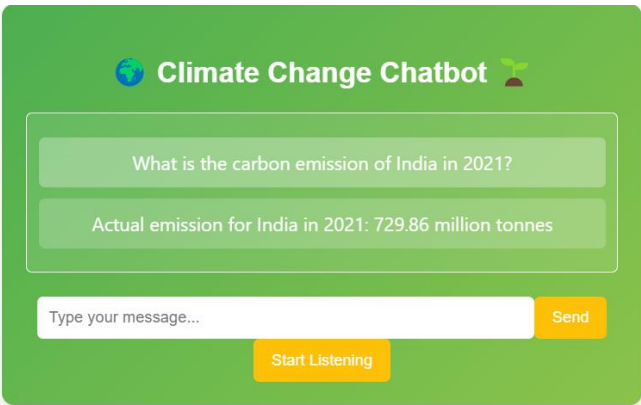 🌍 Climate Change Chatbot 🌱
What is the carbon emission of India in 2021?
Actual emission for India in 2021: 729.86 million tonnes
Type your message...
Send
Start Listening